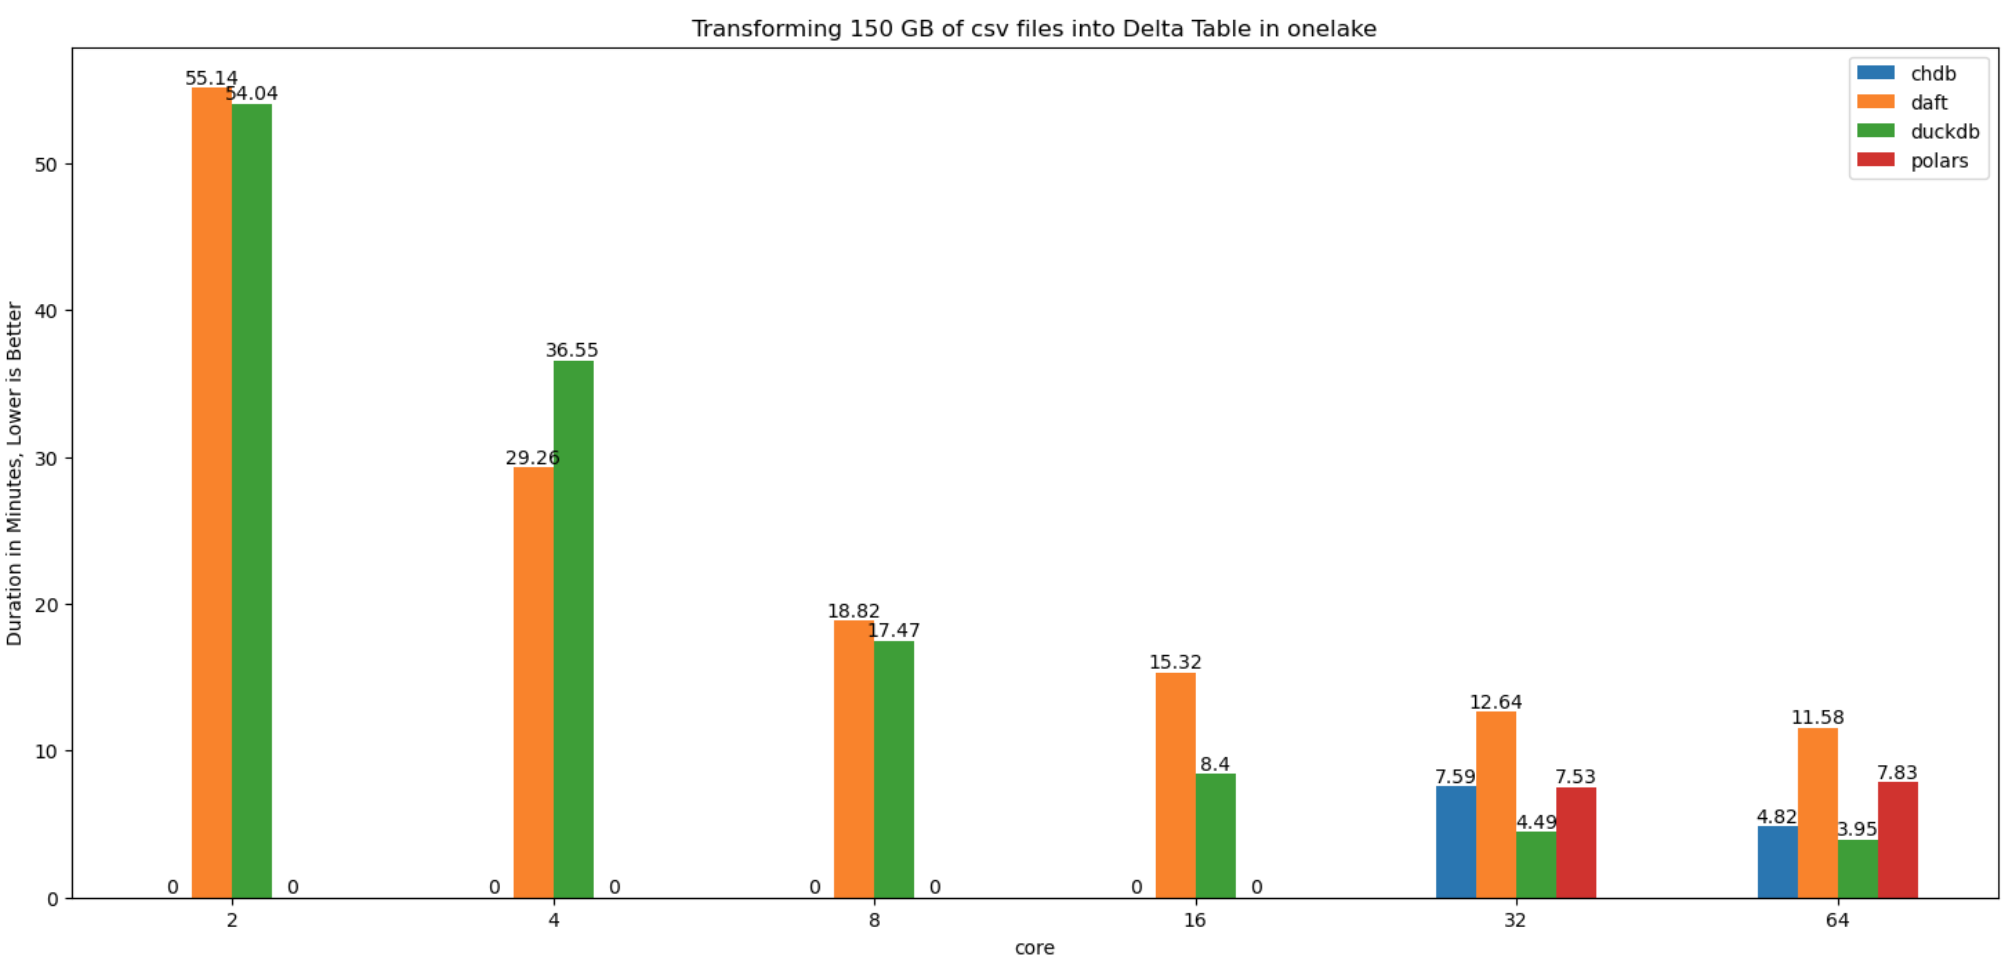 Transforming 150 GB of csv files into Delta Table in onelake
chdb
daft
duckdb
polars
Duration in Minutes, Lower is Better
50
40
30
20
10
0
0 55.14 54.04 0
0 29.26 36.55 0
0 18.82 17.47 0
0 15.32 8.4 0
7.59 12.64 4.49 7.53
4.82 11.58 3.95 7.83
2 4 8 16 32 64
core